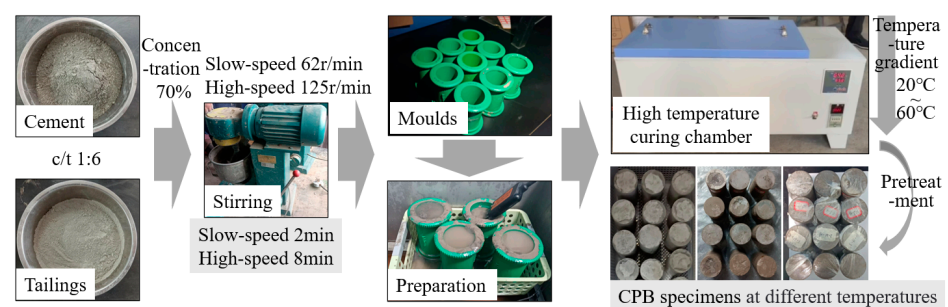 Cement
c/t 1:6
Tailings
Concen
-tration
70%
Slow-speed 62r/min
High-speed 125r/min
Stirring
Slow-speed 2min
High-speed 8min
Moulds
Preparation
High temperature
curing chamber
Tempera
-ture
gradient
20℃
~
60℃
Pretreat
-ment
CPB specimens at different temperatures